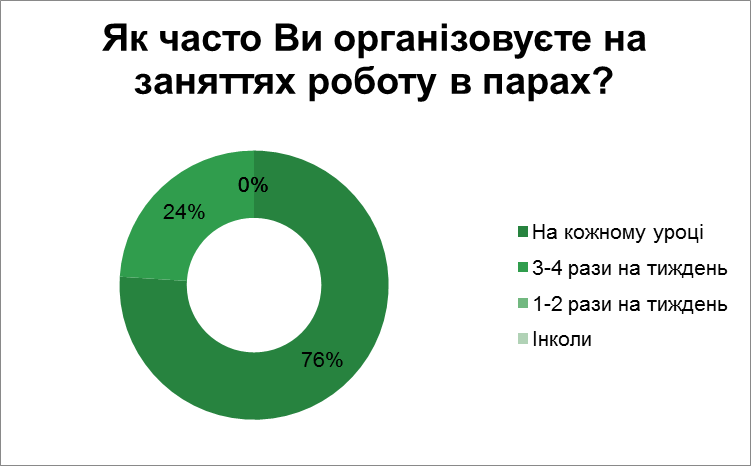 Як часто Ви організовуєте на
заняттях роботу в парах?
0%
24%
76%
На кожному уроці
3-4 рази на тиждень
1-2 рази на тиждень
Інколи